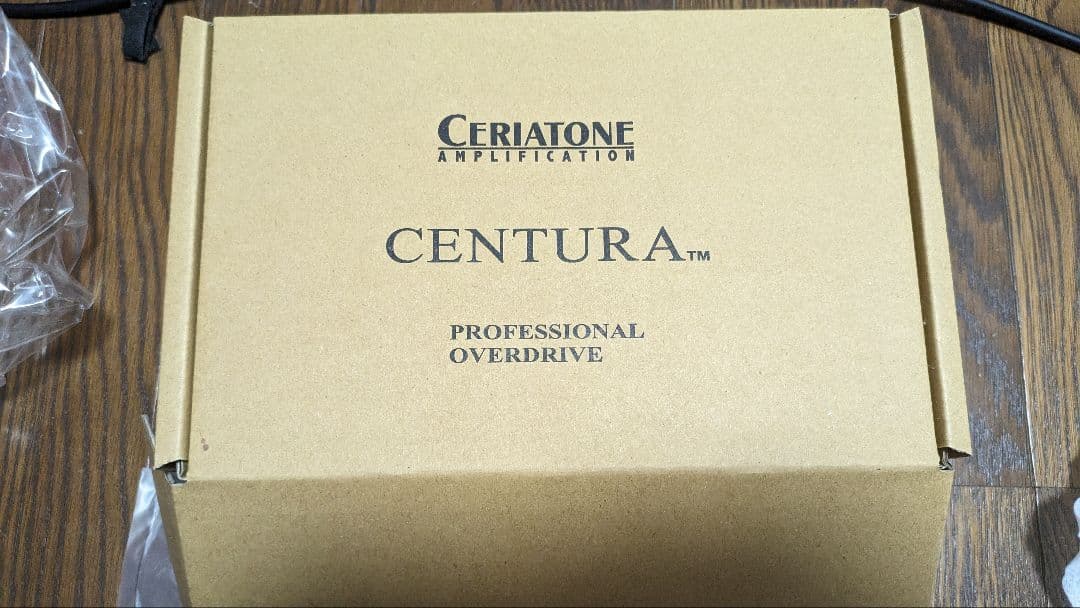 CERIATONE
AMPLIFICATION
CENTURA™
PROFESSIONAL
OVERDRIVE